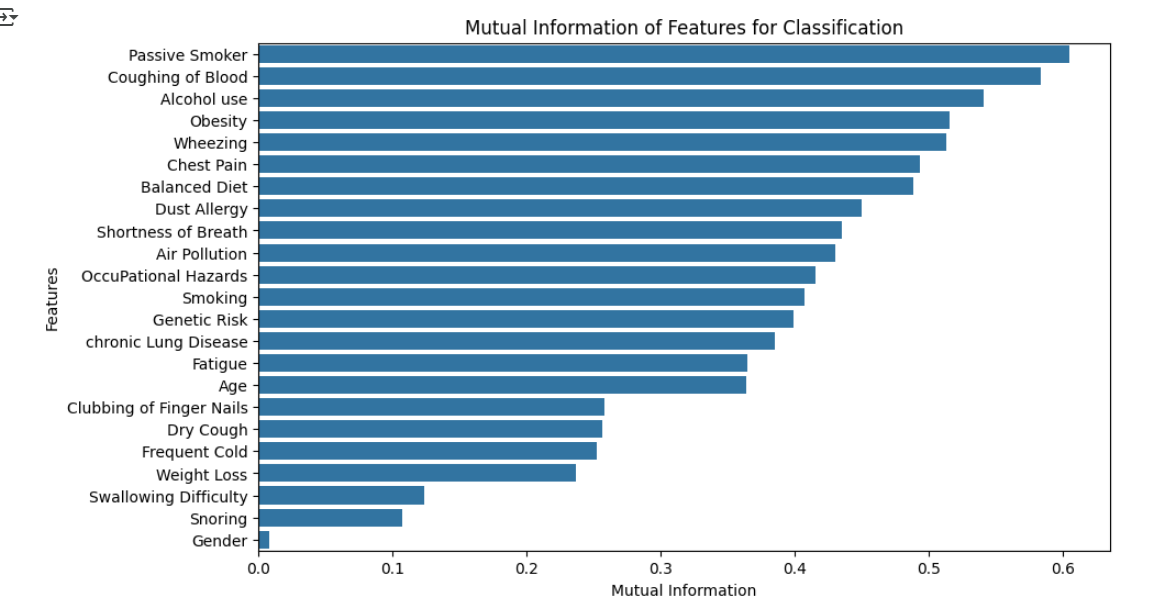 Mutual Information of Features for Classification
Features
Passive Smoker
Coughing of Blood
Alcohol use
Obesity
Wheezing
Chest Pain
Balanced Diet
Dust Allergy
Shortness of Breath
Air Pollution
OccuPational Hazards
Smoking
Genetic Risk
chronic Lung Disease
Fatigue
Age
Clubbing of Finger Nails
Dry Cough
Frequent Cold
Weight Loss
Swallowing Difficulty
Snoring
Gender
0.0 0.1 0.2 0.3 0.4 0.5 0.6
Mutual Information